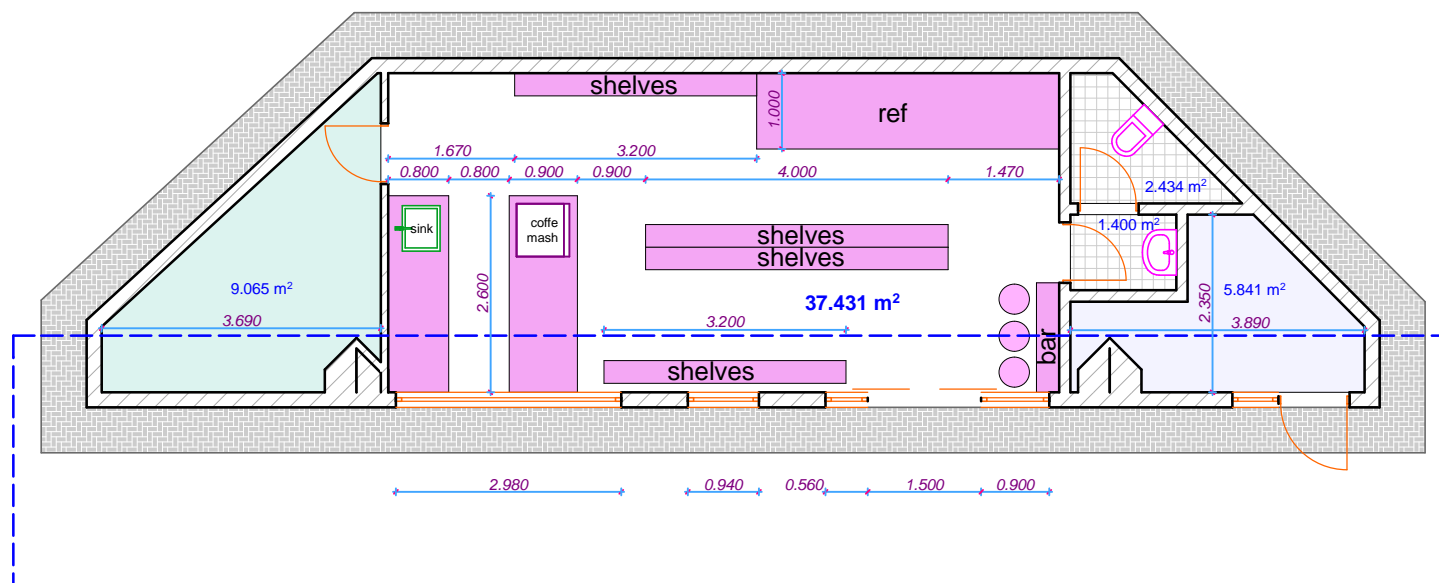 shelves
ref
1.000
1.670
3.200
0.800
0.800
0.900
0.900
4.000
1.470
2.434 m²
sink
coffe
mash
shelves
shelves
1.400 m²
9.065 m²
2.600
37.431 m²
2.350
5.841 m²
3.690
3.200
3.890
bar
shelves
2.980
0.940
0.560
1.500
0.900